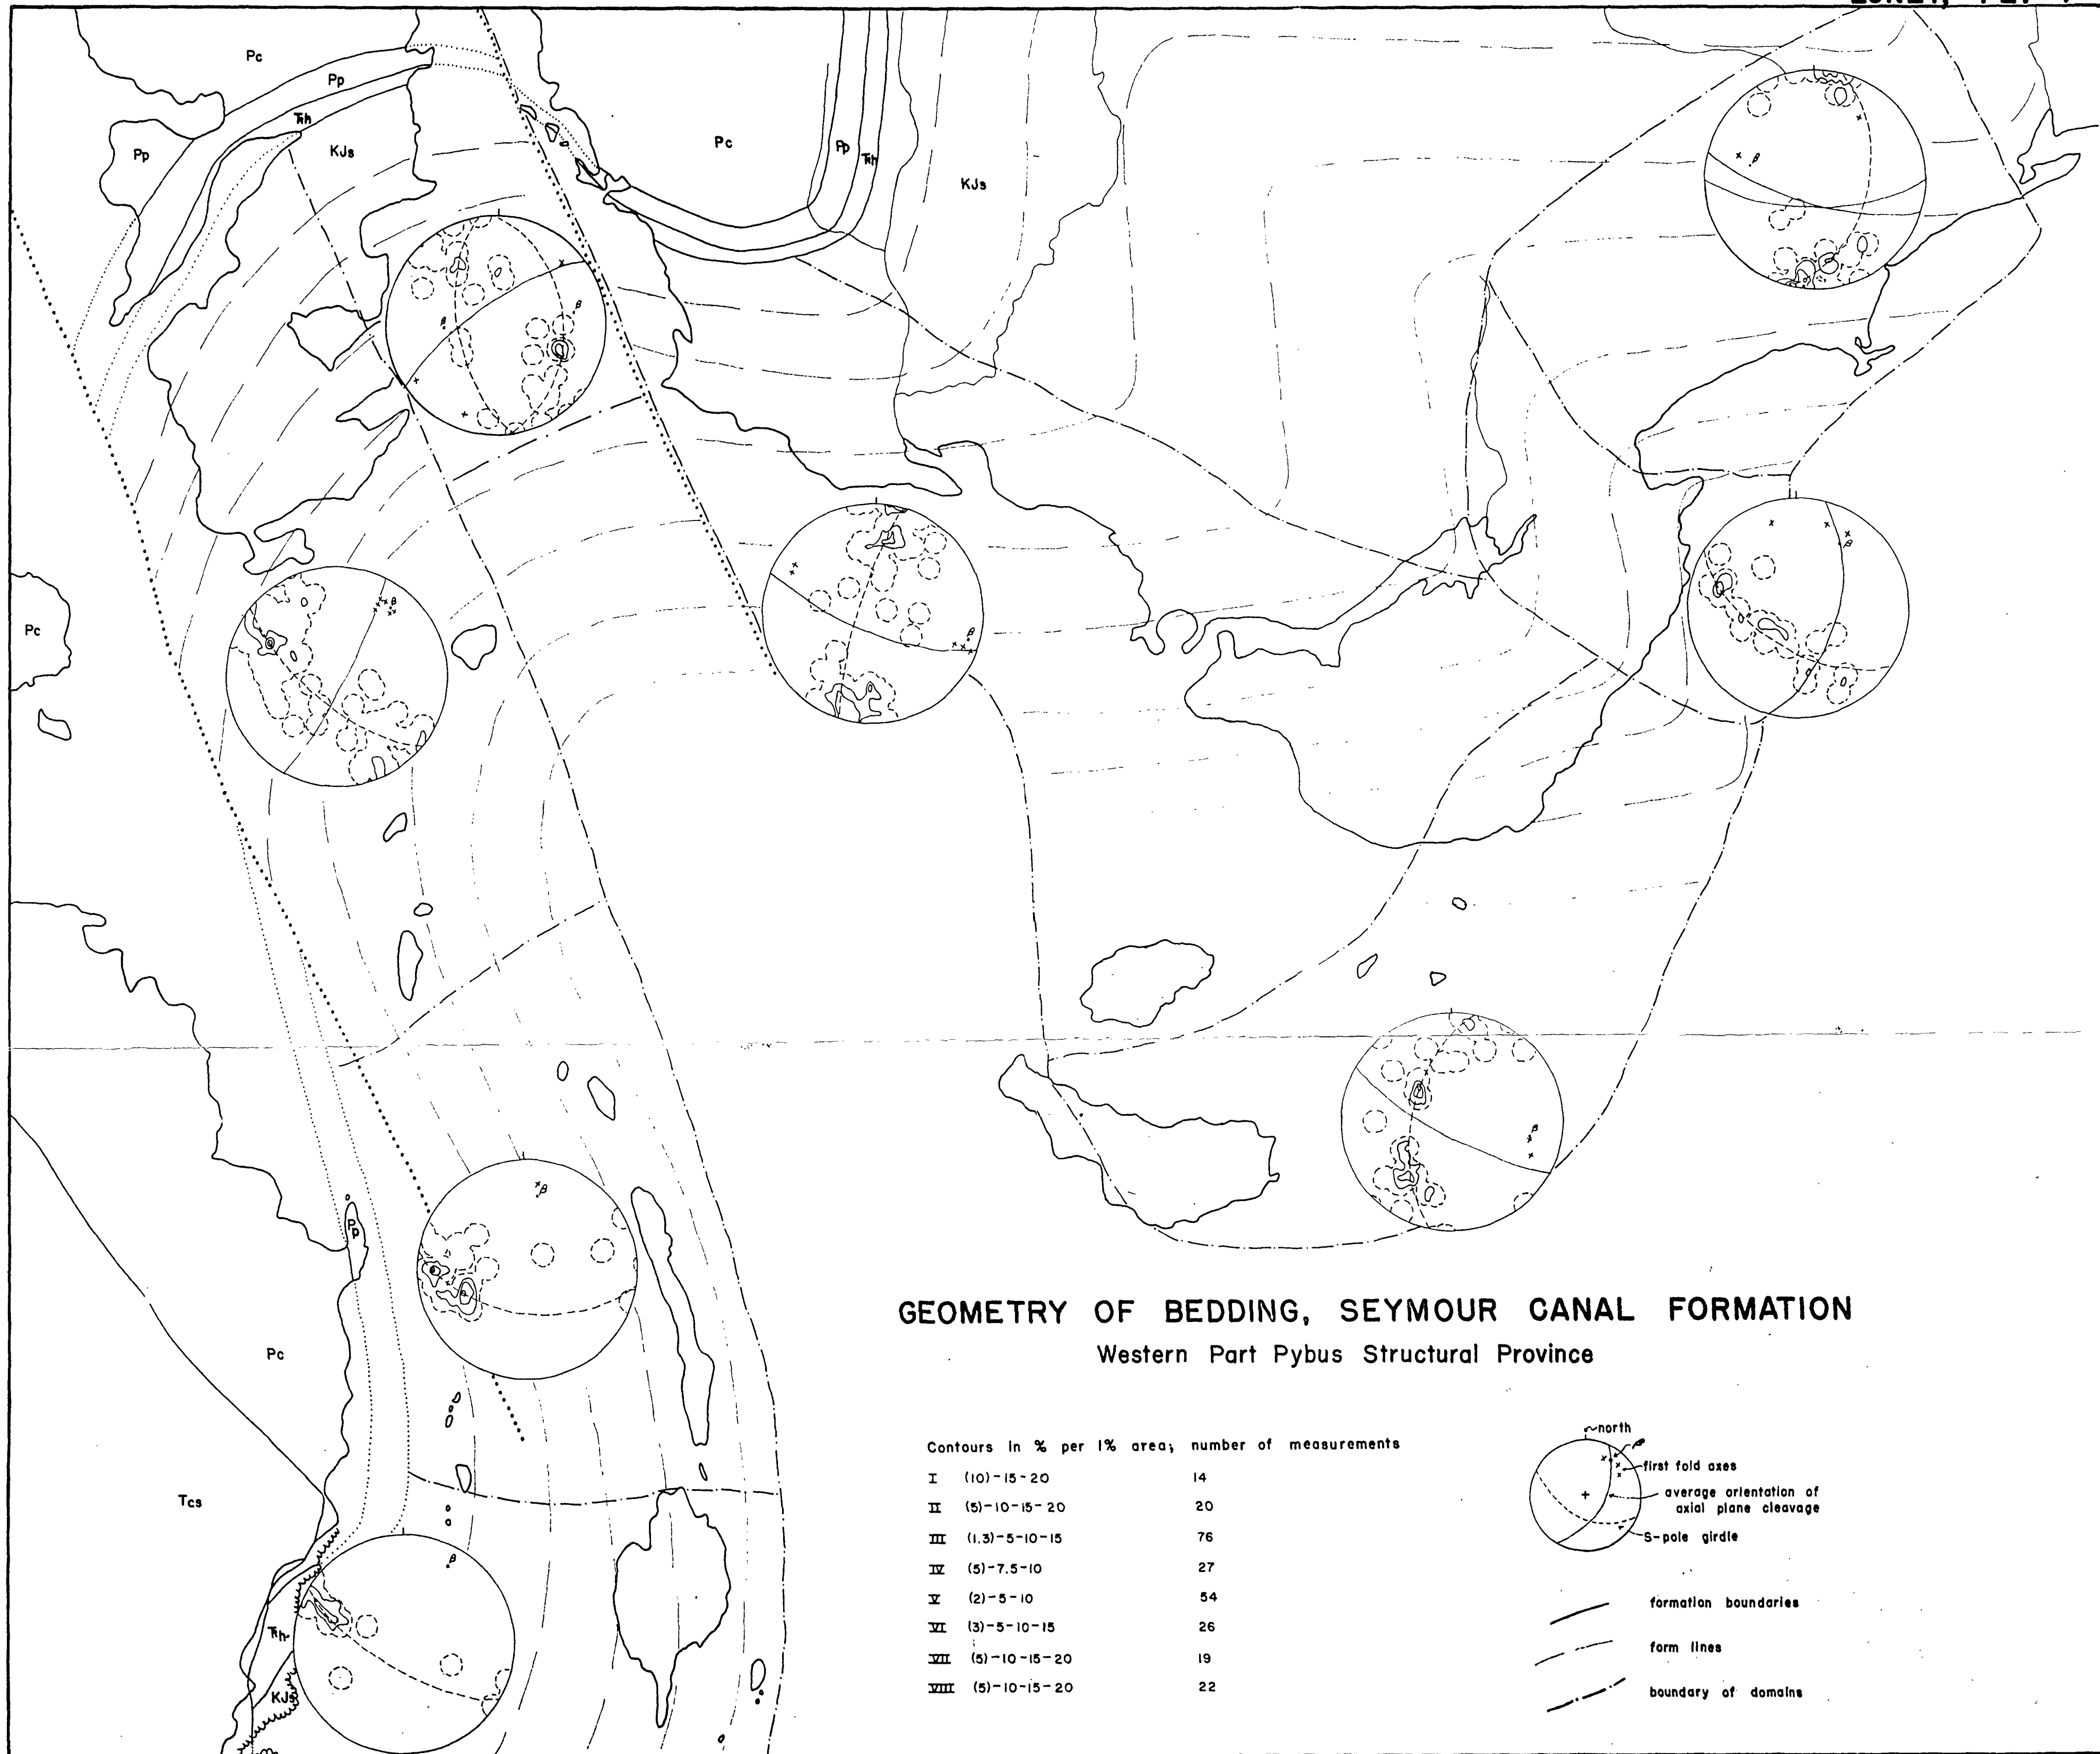 Pc
Pp
Pp
Pc
Pp
KJs
KJs
β
β
β
β
β
β
β
Pc
Pp
β
β
Pc
Tcs
KJs
GEOMETRY OF BEDDING, SEYMOUR CANAL FORMATION
Western Part Pybus Structural Province
Contours in % per 1% area; number of measurements
I (10)-15-20 14
II (5)-10-15-20 20
III (1.3)-5-10-15 76
IV (5)-7.5-10 27
V (2)-5-10 54
VI (3)-5-10-15 26
VII (5)-10-15-20 19
VIII (5)-10-15-20 22
north
β
first fold axes
average orientation of
axial plane cleavage
S-pole girdle
formation boundaries
form lines
boundary of domains